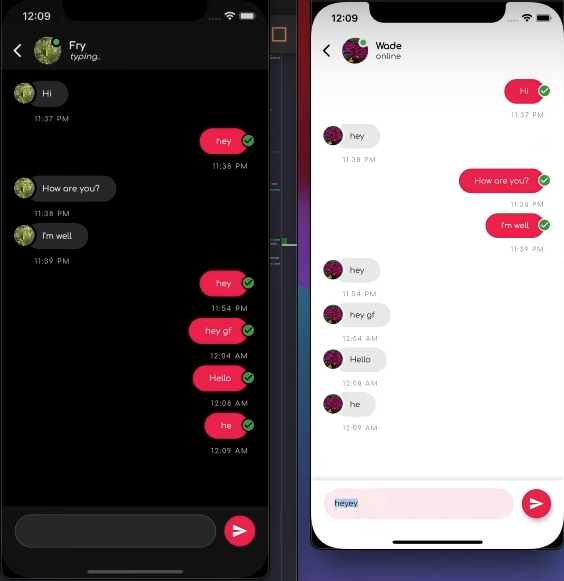 12:09
Fry
typing..
Hi
11:37 PM
hey
11:38 PM
How are you?
11:38 PM
I'm well
11:39 PM
hey
11:54 PM
hey gf
12:04 AM
Hello
12:08 AM
he
12:09 AM
12:09
Wade
online
Hi
11:37 PM
hey
11:38 PM
How are you?
11:38 PM
I'm well
11:39 PM
hey
11:54 PM
hey gf
12:04 AM
Hello
12:08 AM
he
12:09 AM
heyey